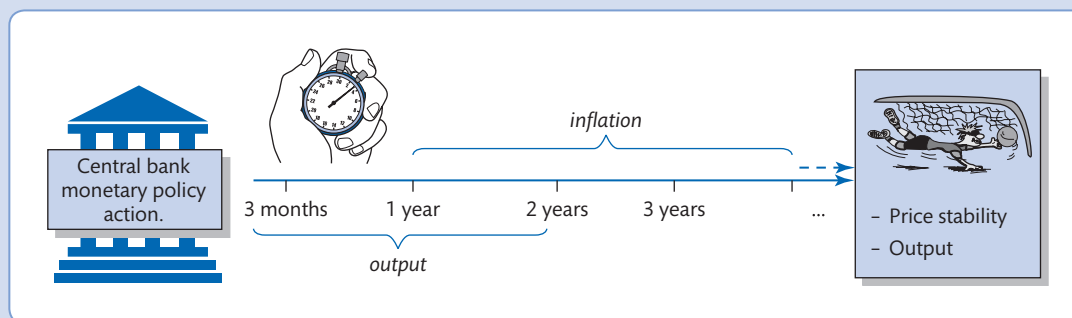 Central bank
monetary policy
action.
inflation
3 months
1 year
2 years
3 years
...
output
– Price stability
– Output